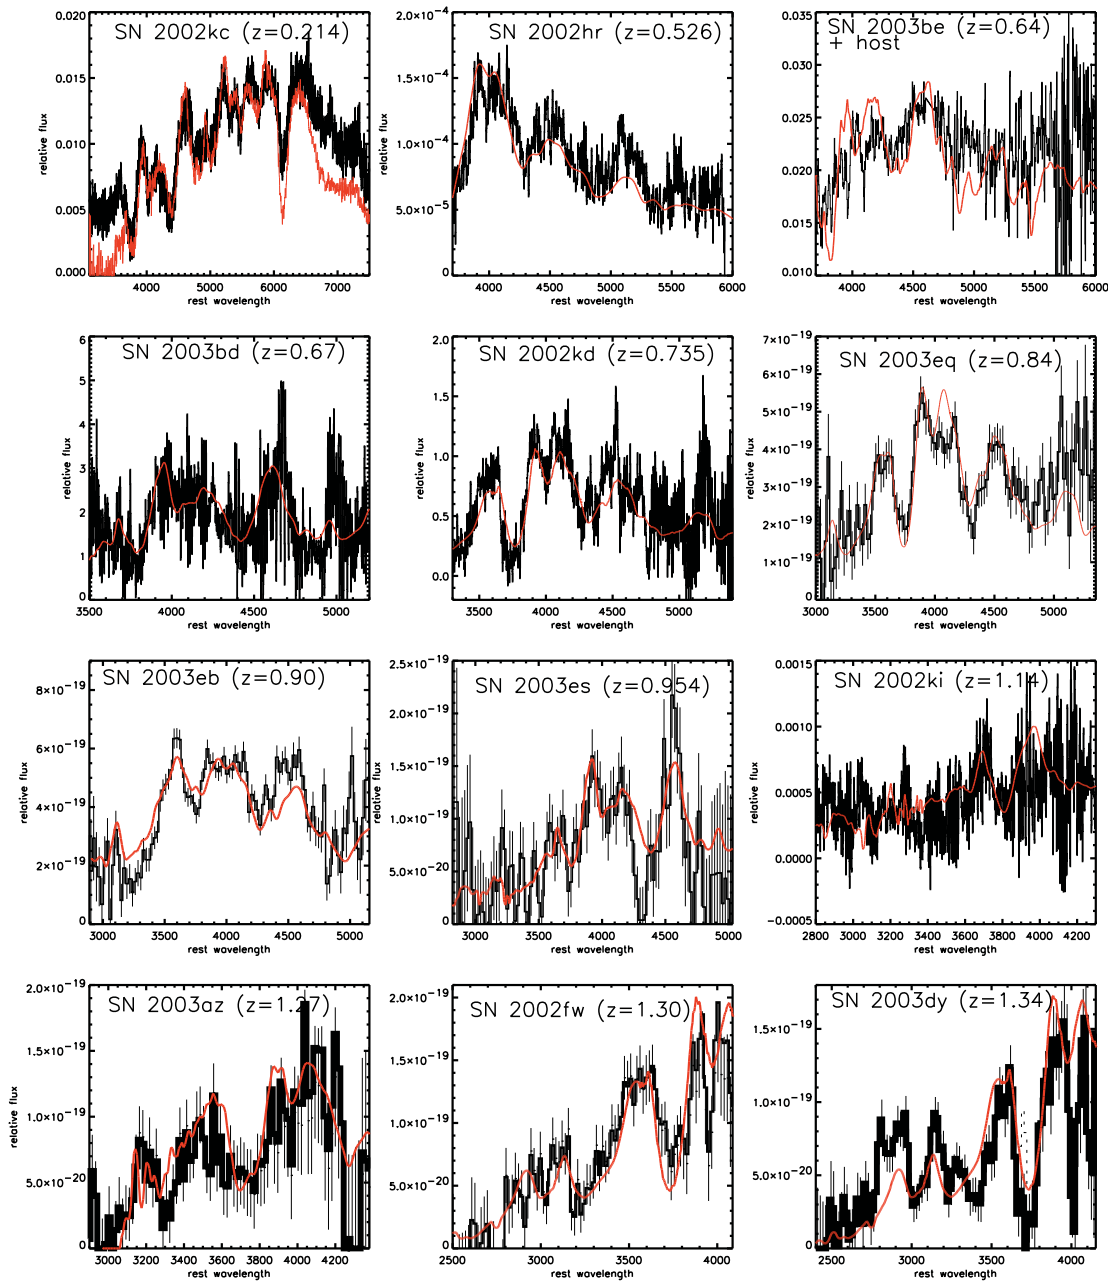 SN 2002kc (z=0.214)
0.020
0.015
0.010
0.005
0.000
relative flux
4000 5000 6000 7000
rest wavelength
SN 2002hr (z=0.526)
2.0×10⁻⁴
1.5×10⁻⁴
1.0×10⁻⁴
5.0×10⁻⁵
0
relative flux
4000 4500 5000 5500 6000
rest wavelength
SN 2003be (z=0.64)
+ host
0.035
0.030
0.025
0.020
0.015
0.010
relative flux
4000 4500 5000 5500 6000
rest wavelength
SN 2003bd (z=0.67)
6
5
4
3
2
1
0
relative flux
3500 4000 4500 5000
rest wavelength
SN 2002kd (z=0.735)
1.5
1.0
0.5
0.0
relative flux
3500 4000 4500 5000
rest wavelength
SN 2003eq (z=0.84)
7×10⁻¹⁹
6×10⁻¹⁹
5×10⁻¹⁹
4×10⁻¹⁹
3×10⁻¹⁹
2×10⁻¹⁹
1×10⁻¹⁹
0
relative flux
3000 3500 4000 4500 5000
rest wavelength
SN 2003eb (z=0.90)
8×10⁻¹⁹
6×10⁻¹⁹
4×10⁻¹⁹
2×10⁻¹⁹
0
relative flux
3000 3500 4000 4500 5000
rest wavelength
SN 2003es (z=0.954)
2.5×10⁻¹⁹
2.0×10⁻¹⁹
1.5×10⁻¹⁹
1.0×10⁻¹⁹
5.0×10⁻²⁰
0
relative flux
3000 3500 4000 4500 5000
rest wavelength
SN 2002ki (z=1.14)
0.0015
0.0010
0.0005
0.0000
−0.0005
relative flux
2800 3000 3200 3400 3600 3800 4000 4200
rest wavelength
SN 2003az (z=1.27)
2.0×10⁻¹⁹
1.5×10⁻¹⁹
1.0×10⁻¹⁹
5.0×10⁻²⁰
0
relative flux
3000 3200 3400 3600 3800 4000 4200
rest wavelength
SN 2002fw (z=1.30)
2.0×10⁻¹⁹
1.5×10⁻¹⁹
1.0×10⁻¹⁹
5.0×10⁻²⁰
0
2500 3000 3500 4000
rest wavelength
SN 2003dy (z=1.34)
1.5×10⁻¹⁹
1.0×10⁻¹⁹
5.0×10⁻²⁰
0
2500 3000 3500 4000
rest wavelength